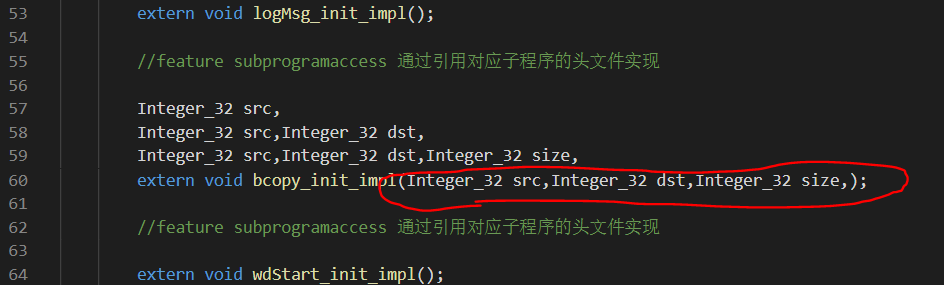 53 extern void logMsg_init_impl();
54
55 //feature subprogramaccess 通过引用对应子程序的头文件实现
56
57 Integer_32 src,
58 Integer_32 src,Integer_32 dst,
59 Integer_32 src,Integer_32 dst,Integer_32 size,
60 extern void bcopy_init_impl(Integer_32 src,Integer_32 dst,Integer_32 size,);
61
62 //feature subprogramaccess 通过引用对应子程序的头文件实现
63
64 extern void wdStart_init_impl();